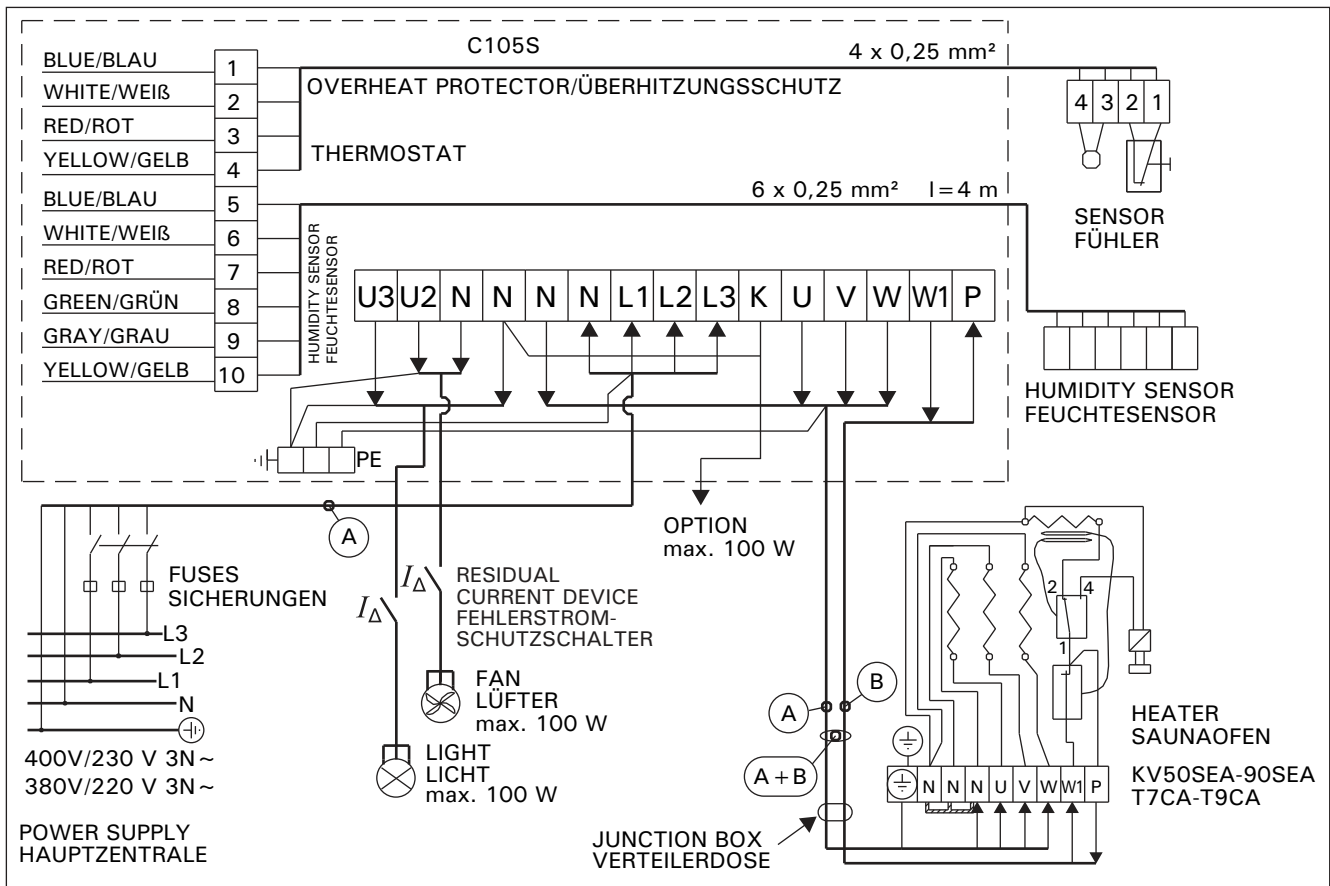 C105S
4 x 0,25 mm²
BLUE/BLAU 1
WHITE/WEIß 2
RED/ROT 3
YELLOW/GELB 4
BLUE/BLAU 5
WHITE/WEIß 6
RED/ROT 7
GREEN/GRÜN 8
GRAY/GRAU 9
YELLOW/GELB 10
OVERHEAT PROTECTOR/ÜBERHITZUNGSSCHUTZ
THERMOSTAT
4 3 2 1
SENSOR
FÜHLER
6 x 0,25 mm² l=4 m
HUMIDITY SENSOR
FEUCHTESENSOR
U3 U2 N N N N L1 L2 L3 K U V W W1 P
HUMIDITY SENSOR
FEUCHTESENSOR
PE
A
OPTION
max. 100 W
FUSES
SICHERUNGEN
L3
L2
L1
N
400V/230 V 3N~
380V/220 V 3N~
POWER SUPPLY
HAUPTZENTRALE
IΔ
IΔ
RESIDUAL
CURRENT DEVICE
FEHLERSTROM-
SCHUTZSCHALTER
FAN
LÜFTER
max. 100 W
LIGHT
LICHT
max. 100 W
A
B
A+B
JUNCTION BOX
VERTEILERDOSE
2 4
1
N N N U V W W1 P
HEATER
SAUNAOFEN
KV50SEA-90SEA
T7CA-T9CA